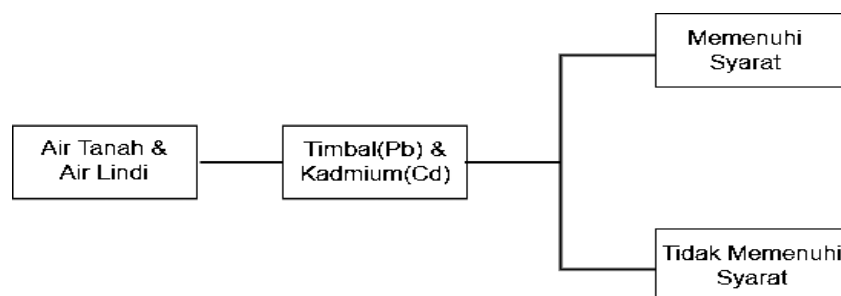 Memenuhi
Syarat
Air Tanah &
Air Lindi
Timbal(Pb) &
Kadmium(Cd)
Tidak Memenuhi
Syarat